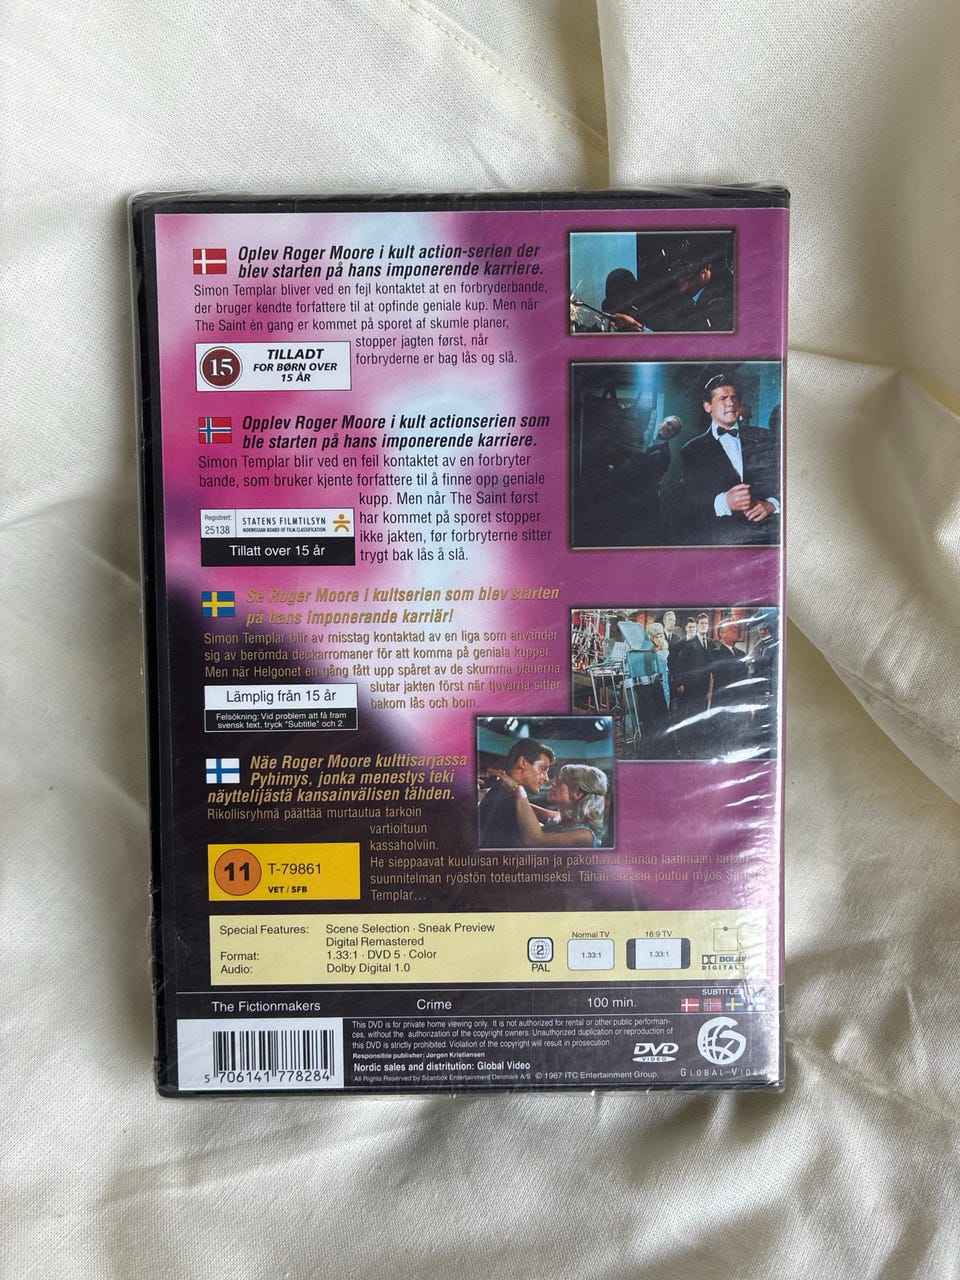 Oplev Roger Moore i kult action-serien der
blev starten på hans imponerende karriere.
Simon Templar bliver ved en fejl kontaktet at en forbryderbande,
der bruger kendte forfattere til at opfinde geniale kup. Men når
The Saint én gang er kommet på sporet af skumle planer,
stopper jagten først, når
forbryderne er bag lås og slå.
15
TILLADT
FOR BØRN OVER
15 ÅR
Opplev Roger Moore i kult actionserien som
ble starten på hans imponerende karriere.
Simon Templar blir ved en feil kontaktet av en forbryter
bande, som bruker kjente forfattere til å finne opp geniale
kupp. Men når The Saint først
har kommet på sporet stopper
ikke jakten, før forbryterne sitter
trygt bak lås å slå.
Registrert:
25138
STATENS FILMTILSYN
NORWEGIAN BOARD OF FILM CLASSIFICATION
Tillatt over 15 år
Se Roger Moore i kultserien som blev starten
på hans imponerande karriär!
Simon Templar blir av misstag kontaktad av en liga som använder
sig av berömda deckarromaner för att komma på geniala kupper.
Men när Helgonet en gång fått upp spåret av de skumma planerna
slutar jakten först när tjuvarna sitter
bakom lås och bom.
Lämplig från 15 år
Felsökning: Vid problem att få fram
svensk text, tryck "Subtitle" och 2.
Näe Roger Moore kulttisarjassa
Pyhimys, jonka menestys teki
näyttelijästä kansainvälisen tähden.
Rikollisryhmä päättää murtautua tarkoin
vartioituun
kassaholviin.
He sieppaavat kuuluisan kirjailijan ja pakottavat tämän laatimaan tarkan
suunnitelman ryöstön toteuttamiseksi. Tähän ansaan joutuu myös Simon
Templar...
11
T-79861
VET / SFB
Special Features: Scene Selection · Sneak Preview
Digital Remastered
Format: 1.33:1 · DVD 5 · Color
Audio: Dolby Digital 1.0
2
PAL
Normal TV
1.33:1
16:9 TV
1.33:1
DOLBY
DIGITAL
The Fictionmakers Crime 100 min.
SUBTITLES
This DVD is for private home viewing only. It is not authorized for rental or other public performan-
ces, without the authorization of the copyright owners. Unauthorized duplication or reproduction of
this DVD is strictly prohibited. Violation of the copyright will result in prosecution.
Responsible publisher: Jorgen Kristiansen
Nordic sales and distribution: Global Video
All Rights Reserved by Scanbox Entertainment Denmark A/S © 1967 ITC Entertainment Group.
DVD
VIDEO
GLOBAL VIDEO
5 706141 778284